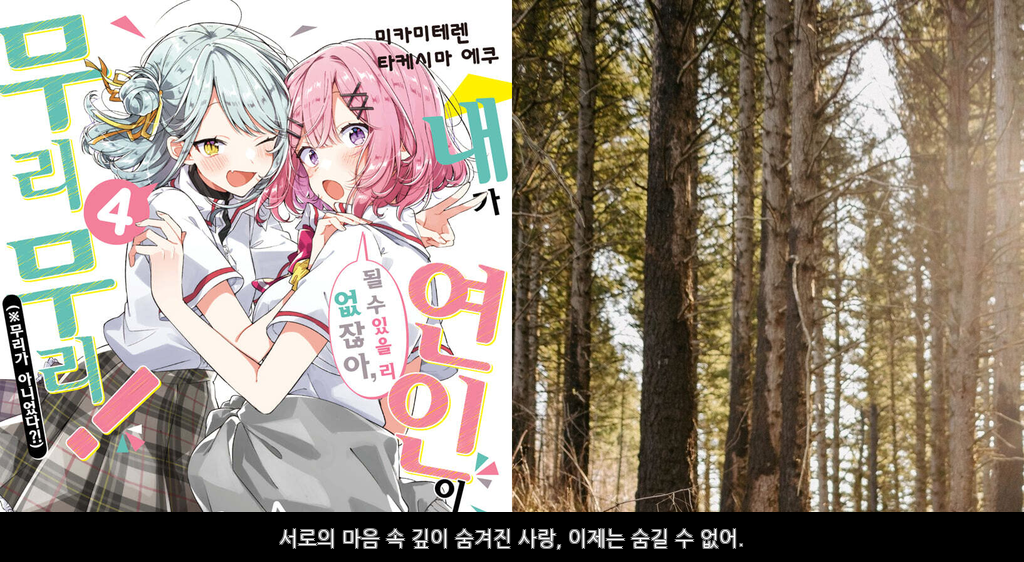 미카미테렌
타케시마 에쿠
내가
연인이
될 수 있을 리
없잖아,
무리무리!
(※무리가 아니었다?!)
4
서로의 마음 속 깊이 숨겨진 사랑, 이제는 숨길 수 없어.